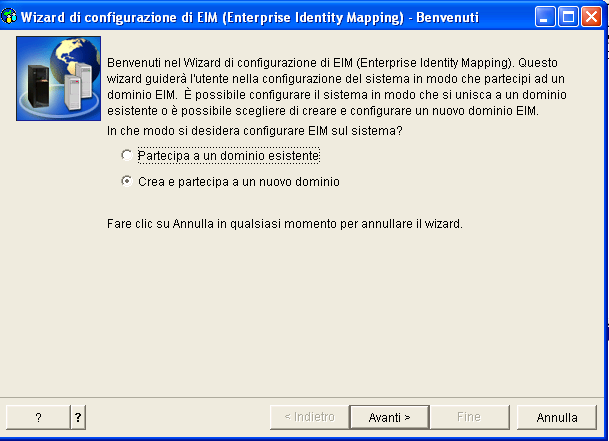 Wizard di configurazione di EIM (Enterprise Identity Mapping) - Benvenuti
Benvenuti nel Wizard di configurazione di EIM (Enterprise Identity Mapping). Questo
wizard guiderà l'utente nella configurazione del sistema in modo che partecipi ad un
dominio EIM. È possibile configurare il sistema in modo che si unisca a un dominio
esistente o è possibile scegliere di creare e configurare un nuovo dominio EIM.
In che modo si desidera configurare EIM sul sistema?
Partecipa a un dominio esistente
Crea e partecipa a un nuovo dominio
Fare clic su Annulla in qualsiasi momento per annullare il wizard.
? ? < Indietro Avanti > Fine Annulla